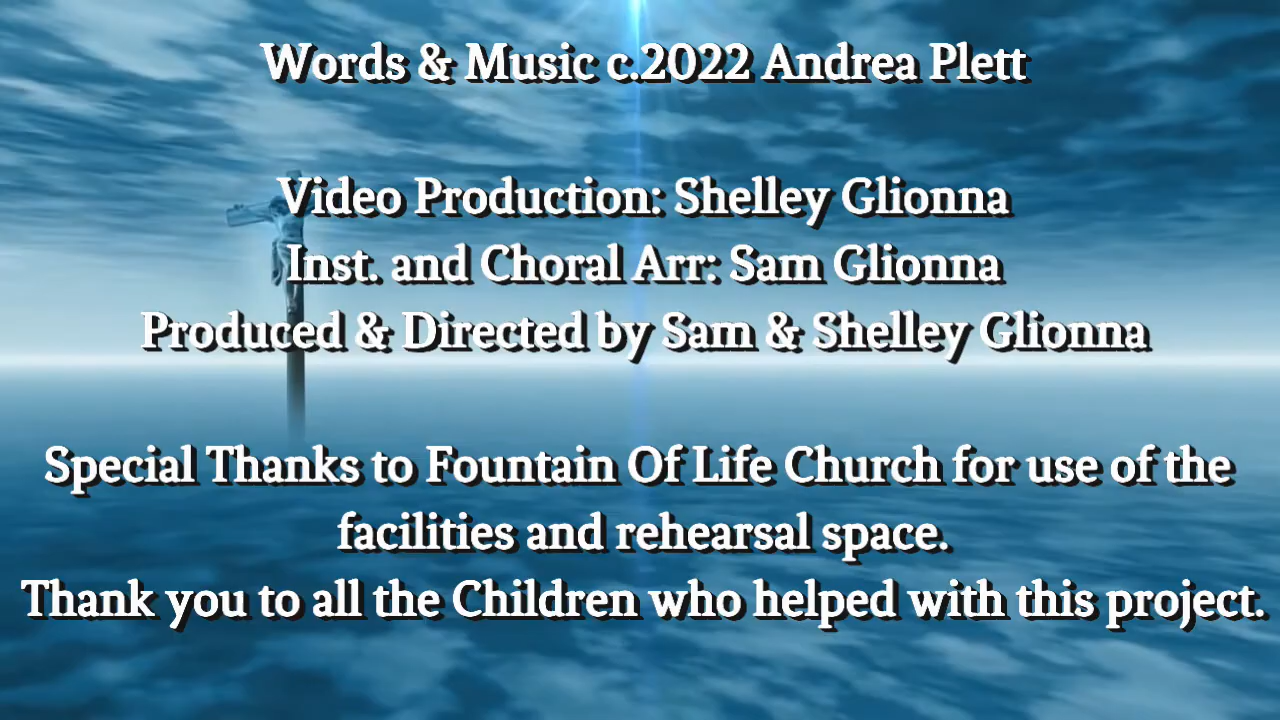 Words & Music c.2022 Andrea Plett
Video Production: Shelley Glionna
Inst. and Choral Arr: Sam Glionna
Produced & Directed by Sam & Shelley Glionna
Special Thanks to Fountain Of Life Church for use of the
facilities and rehearsal space.
Thank you to all the Children who helped with this project.